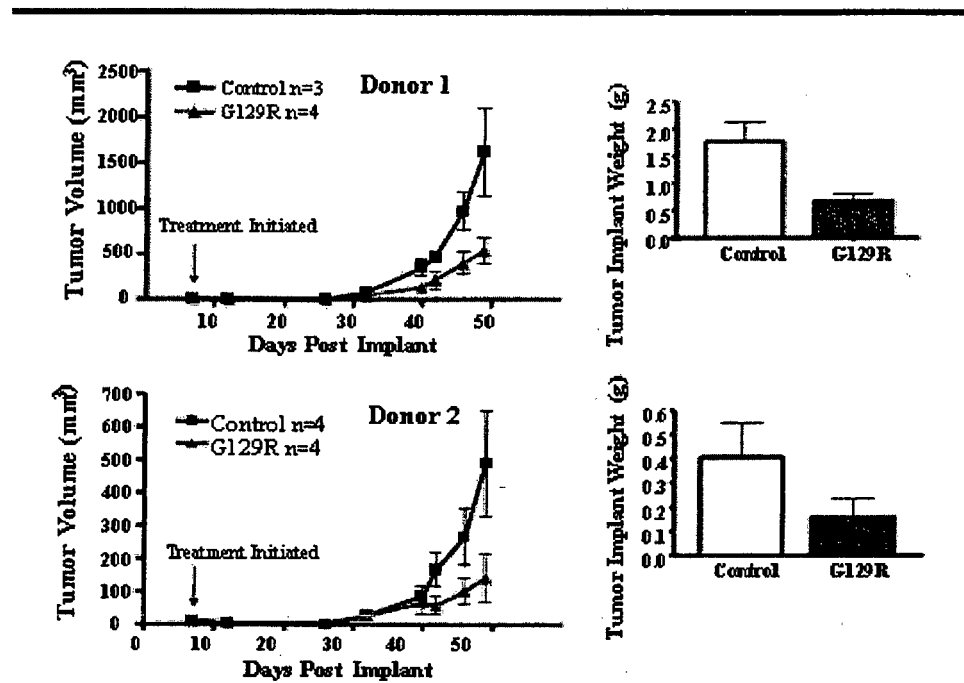 Donor 1
Control n=3
G129R n=4
Tumor Volume (mm³)
2500
2000
1500
1000
500
0
Treatment Initiated
10
20
30
40
50
Days Post Implant
Tumor Implant Weight (g)
2.5
2.0
1.5
1.0
0.5
0.0
Control
G129R
Donor 2
Control n=4
G129R n=4
Tumor Volume (mm³)
700
600
500
400
300
200
100
0
Treatment Initiated
0
10
20
30
40
50
Days Post Implant
Tumor Implant Weight (g)
0.6
0.5
0.4
0.3
0.2
0.1
0.0
Control
G129R